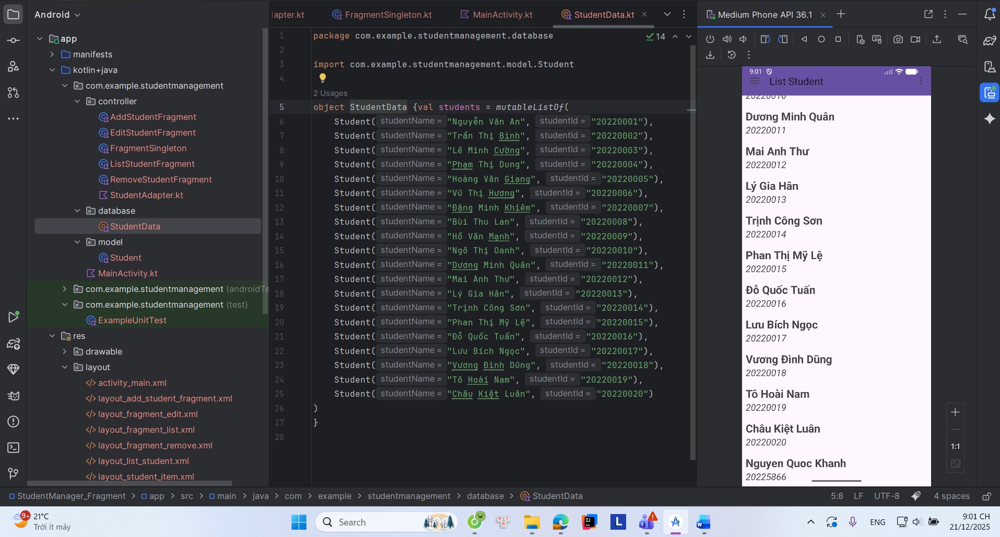 Android
app
manifests
kotlin+java
com.example.studentmanagement
controller
AddStudentFragment
EditStudentFragment
FragmentSingleton
ListStudentFragment
RemoveStudentFragment
StudentAdapter.kt
database
StudentData
model
Student
MainActivity.kt
com.example.studentmanagement (androidTe
com.example.studentmanagement (test)
ExampleUnitTest
res
drawable
layout
activity_main.xml
layout_add_student_fragment.xml
layout_fragment_edit.xml
layout_fragment_list.xml
layout_fragment_remove.xml
layout_list_student.xml
layout_student_item.xml
dapter.kt FragmentSingleton.kt MainActivity.kt StudentData.kt
14
1 package com.example.studentmanagement.database
2
3 import com.example.studentmanagement.model.Student
4
2 Usages
5 object StudentData {val students = mutableListOf(
6 Student( studentName = "Nguyễn Văn An", studentId = "20220001"),
7 Student( studentName = "Trần Thị Bình", studentId = "20220002"),
8 Student( studentName = "Lê Minh Cường", studentId = "20220003"),
9 Student( studentName = "Phạm Thị Dung", studentId = "20220004"),
10 Student( studentName = "Hoàng Văn Giang", studentId = "20220005"),
11 Student( studentName = "Vũ Thị Hương", studentId = "20220006"),
12 Student( studentName = "Đặng Minh Khiêm", studentId = "20220007"),
13 Student( studentName = "Bùi Thu Lan", studentId = "20220008"),
14 Student( studentName = "Hồ Văn Mạnh", studentId = "20220009"),
15 Student( studentName = "Ngô Thị Oanh", studentId = "20220010"),
16 Student( studentName = "Dương Minh Quân", studentId = "20220011"),
17 Student( studentName = "Mai Anh Thư", studentId = "20220012"),
18 Student( studentName = "Lý Gia Hân", studentId = "20220013"),
19 Student( studentName = "Trịnh Công Sơn", studentId = "20220014"),
20 Student( studentName = "Phan Thị Mỹ Lệ", studentId = "20220015"),
21 Student( studentName = "Đỗ Quốc Tuấn", studentId = "20220016"),
22 Student( studentName = "Lưu Bích Ngọc", studentId = "20220017"),
23 Student( studentName = "Vương Đình Dũng", studentId = "20220018"),
24 Student( studentName = "Tô Hoài Nam", studentId = "20220019"),
25 Student( studentName = "Châu Kiệt Luân", studentId = "20220020")
26 )
27 }
28
Medium Phone API 36.1
9:01
List Student
20220010
Dương Minh Quân
20220011
Mai Anh Thư
20220012
Lý Gia Hân
20220013
Trịnh Công Sơn
20220014
Phan Thị Mỹ Lệ
20220015
Đỗ Quốc Tuấn
20220016
Lưu Bích Ngọc
20220017
Vương Đình Dũng
20220018
Tô Hoài Nam
20220019
Châu Kiệt Luân
20220020
Nguyen Quoc Khanh
20225866
1:1
StudentManager_Fragment > app > src > main > java > com > example > studentmanagement > database > StudentData
5:8 LF UTF-8 4 spaces
9+
21°C
Trời ít mây
Search
ENG
9:01 CH
21/12/2025